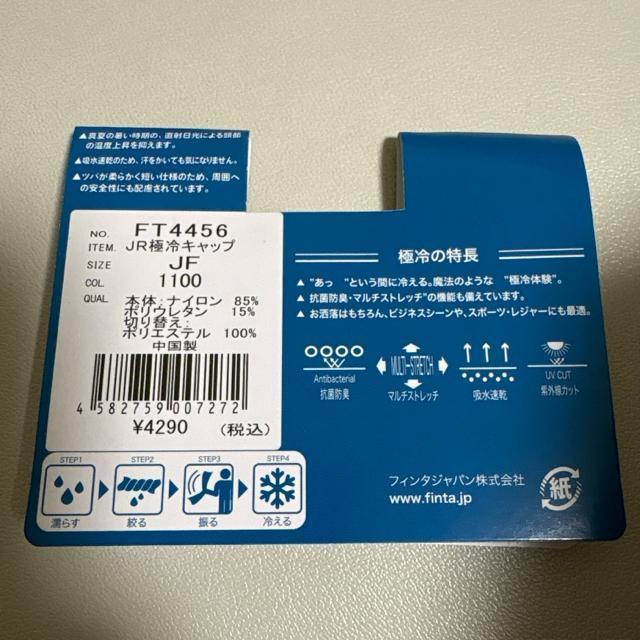 ▲真夏の暑い時期の、直射日光による頭部
の温度上昇を抑えます。
▲吸水速乾のため、汗をかいても気になりません。
▲ツバが柔らかく短い仕様のため、周囲へ
の安全性にも配慮されています。
NO. FT4456
ITEM. JR極冷キャップ
SIZE JF
COL. 1100
QUAL 本体:ナイロン 85%
ポリウレタン 15%
切り替え:
ポリエステル 100%
中国製
4 582759 007272
¥4290 (税込)
STEP1 STEP2 STEP3 STEP4
濡らす 絞る 振る 冷える
極冷の特長
▲ "あっ "という間に冷える。魔法のような "極冷体験"。
▲ 抗菌防臭・マルチストレッチ"の機能も備えています。
▲ お洒落はもちろん、ビジネスシーンや、スポーツ・レジャーにも最適。
Antibacterial MULTI-STRETCH UV CUT
抗菌防臭 マルチストレッチ 吸水速乾 紫外線カット
フィンタジャパン株式会社
www.finta.jp
紙